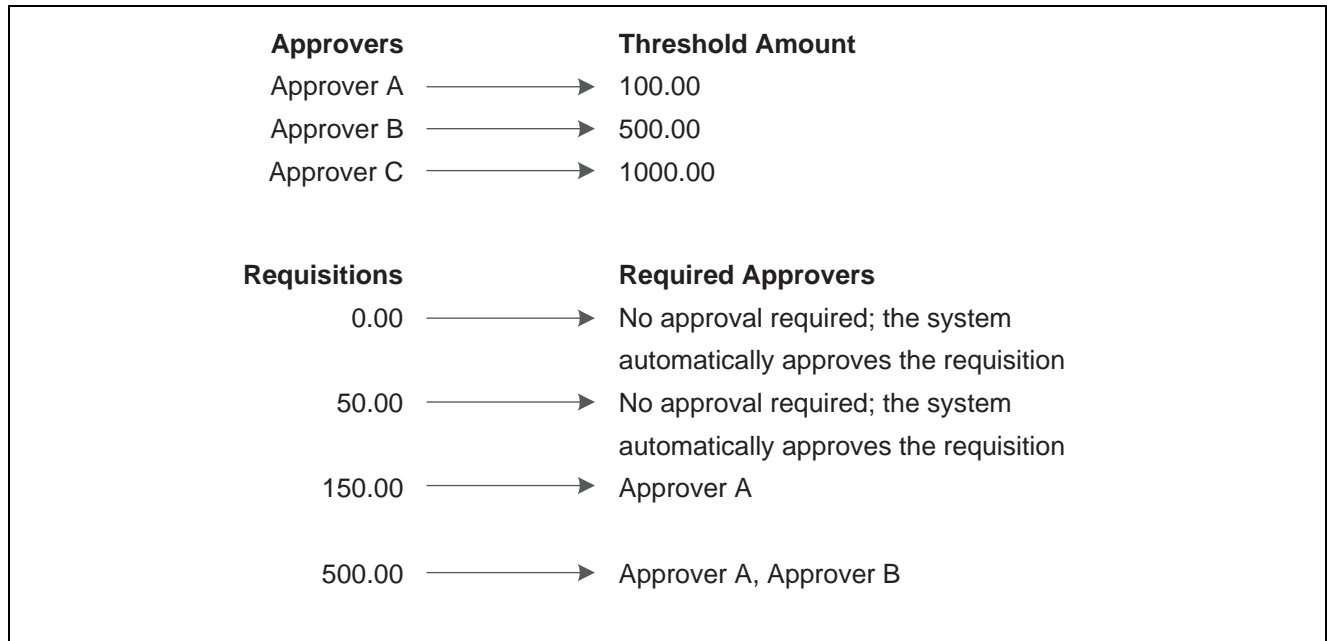 Approvers Threshold Amount
Approver A 100.00
Approver B 500.00
Approver C 1000.00
Requisitions Required Approvers
0.00 No approval required; the system
automatically approves the requisition
50.00 No approval required; the system
automatically approves the requisition
150.00 Approver A
500.00 Approver A, Approver B